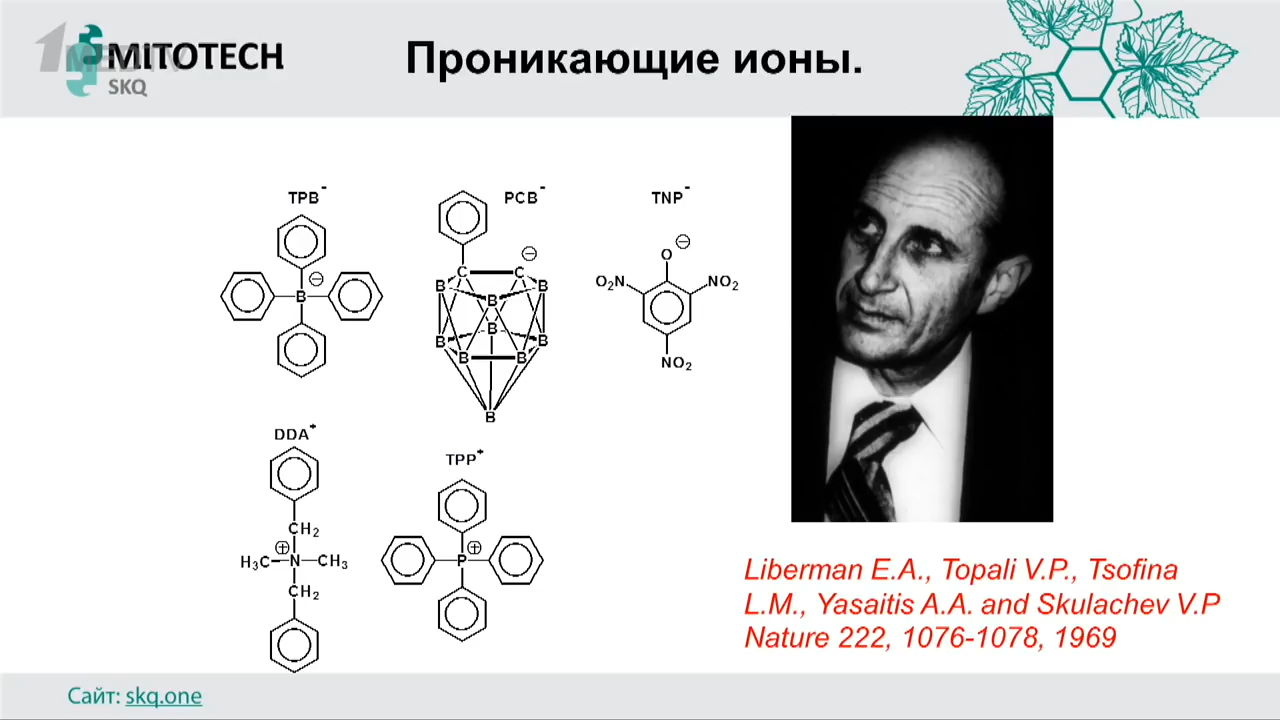 1MEDTV
MITOTECH
SKQ
Проникающие ионы.
TPB-
PCB-
TNP-
B
C C
B B B
B
B B
B B
B
O
O2N NO2
NO2
DDA+
CH2
H3C N CH3
CH2
TPP+
P
Liberman E.A., Topali V.P., Tsofina
L.M., Yasaitis A.A. and Skulachev V.P
Nature 222, 1076-1078, 1969
Сайт: skq.one